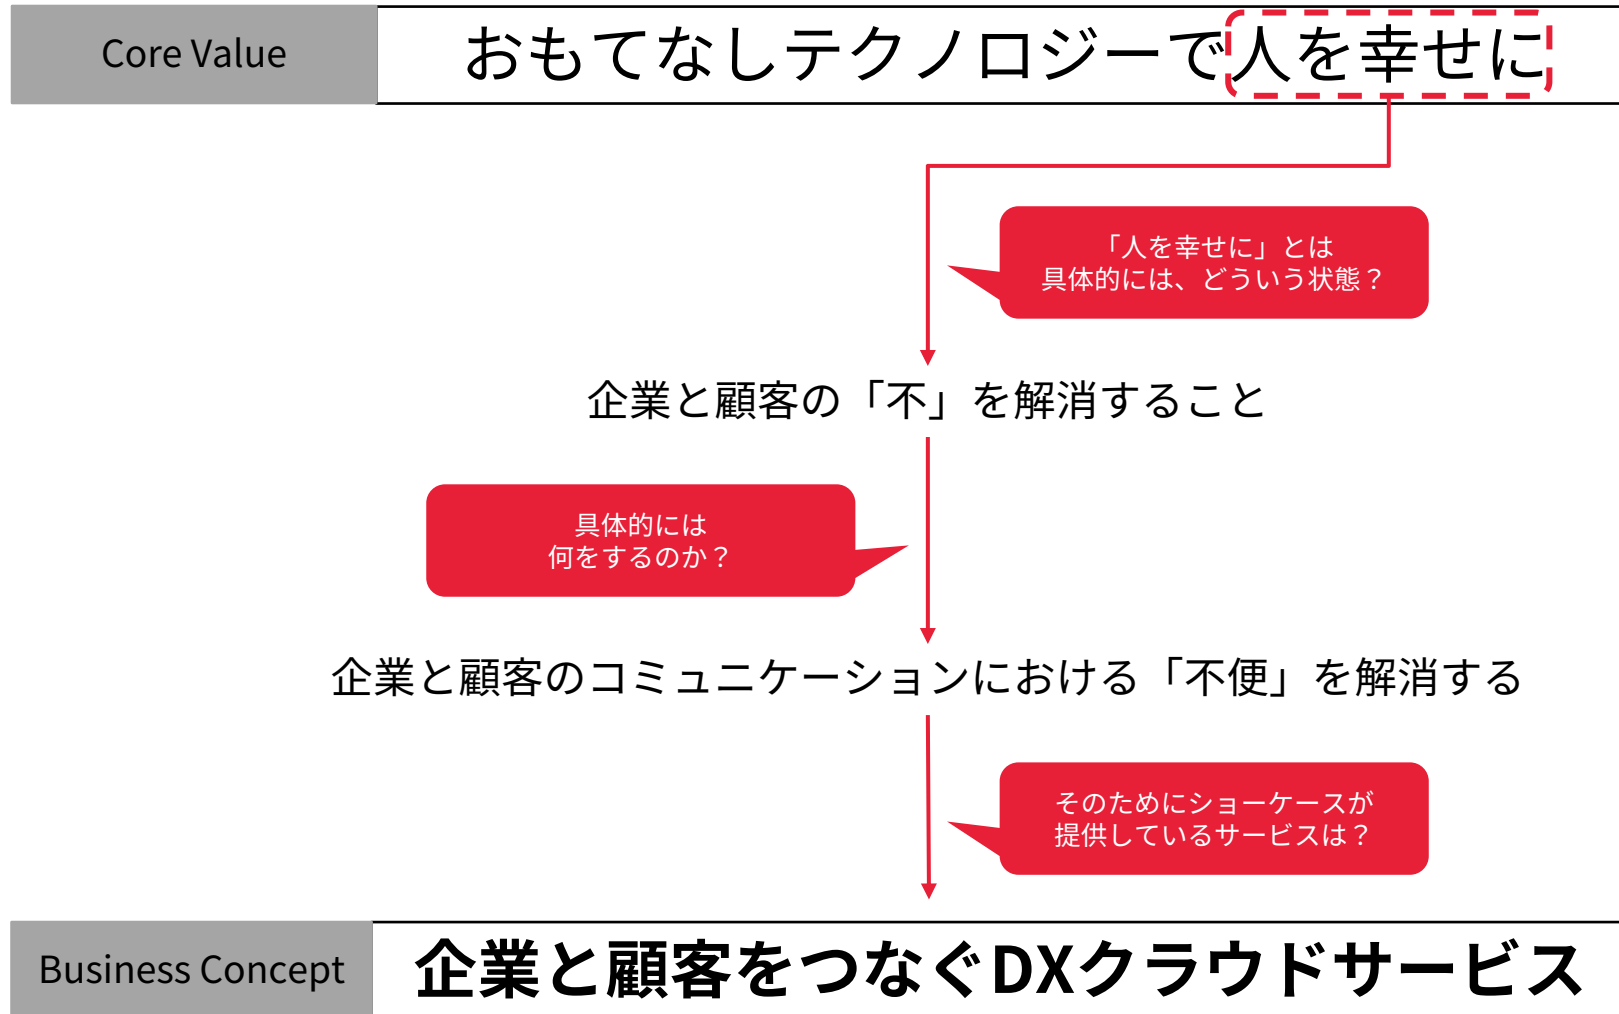 Core Value
おもてなしテクノロジーで人を幸せに
「人を幸せに」とは
具体的には、どういう状態？
企業と顧客の「不」を解消すること
具体的には
何をするのか？
企業と顧客のコミュニケーションにおける「不便」を解消する
そのためにショーケースが
提供しているサービスは？
Business Concept
企業と顧客をつなぐDXクラウドサービス